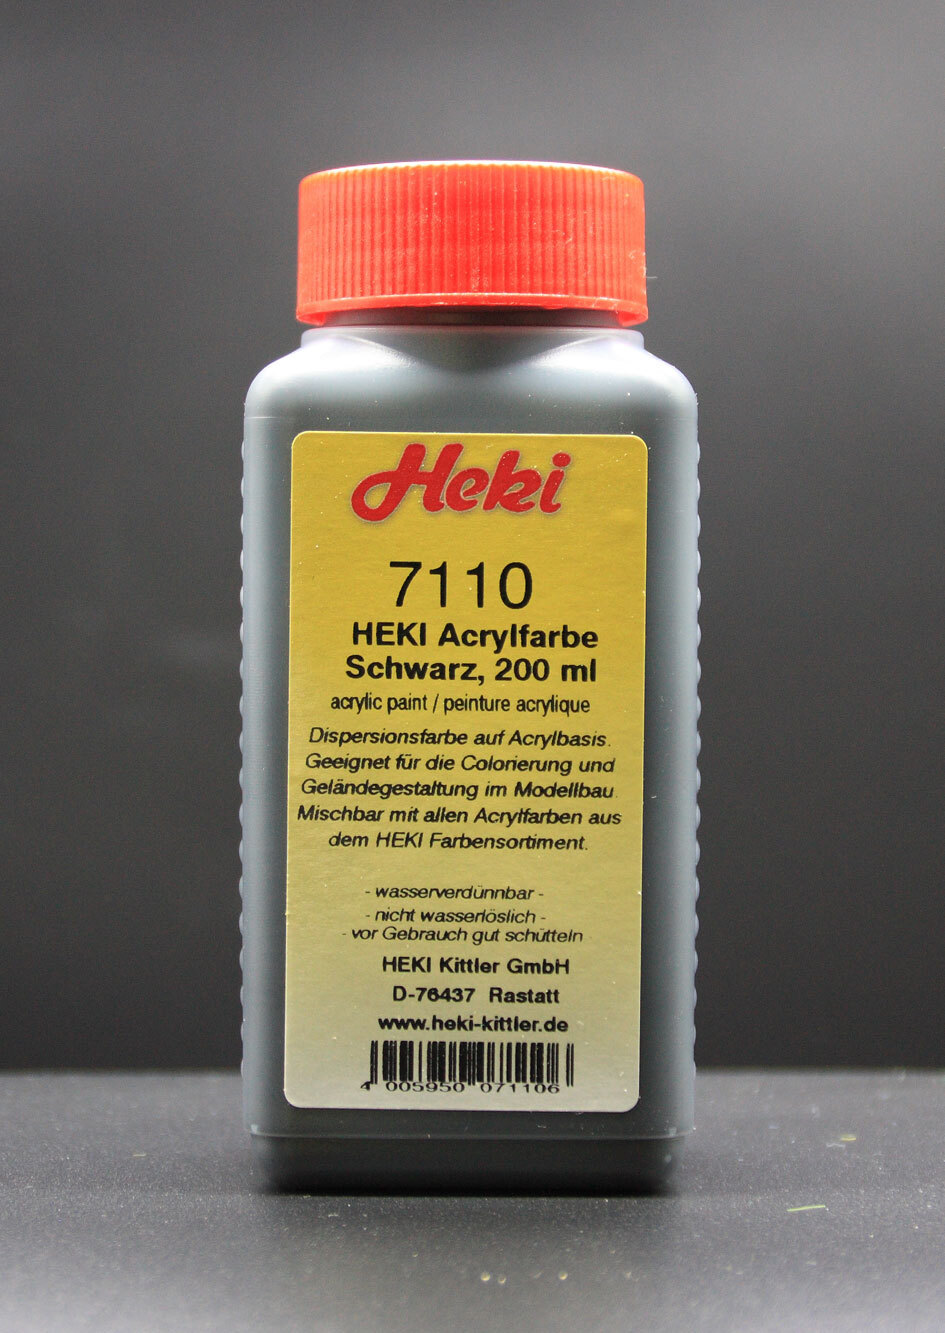 Heki
7110
HEKI Acrylfarbe
Schwarz, 200 ml
acrylic paint / peinture acrylique
Dispersionsfarbe auf Acrylbasis.
Geeignet für die Colorierung und
Geländegestaltung im Modellbau.
Mischbar mit allen Acrylfarben aus
dem HEKI Farbensortiment.
- wasserverdünnbar -
- nicht wasserlöslich -
- vor Gebrauch gut schütteln
HEKI Kittler GmbH
D-76437 Rastatt
www.heki-kittler.de
4 005950 071106